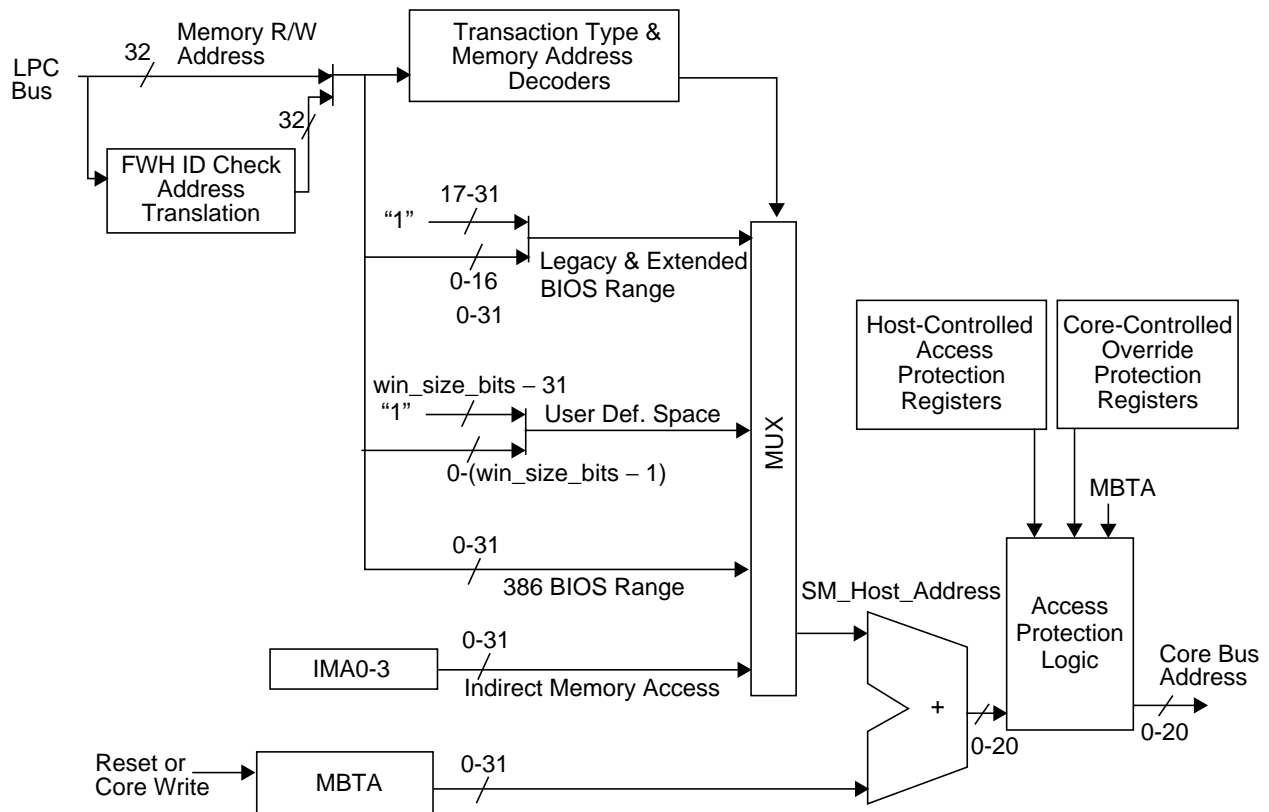 Memory R/W
Address
32
LPC
Bus
32
Transaction Type &
Memory Address
Decoders
FWH ID Check
Address
Translation
17-31
“1”
0-16
0-31
Legacy & Extended
BIOS Range
win_size_bits – 31
“1”
User Def. Space
0-(win_size_bits – 1)
0-31
386 BIOS Range
MUX
IMA0-3
0-31
Indirect Memory Access
Reset or
Core Write
MBTA
0-31
SM_Host_Address
+
0-20
Host-Controlled
Access
Protection
Registers
Core-Controlled
Override
Protection
Registers
MBTA
Access
Protection
Logic
Core Bus
Address
0-20